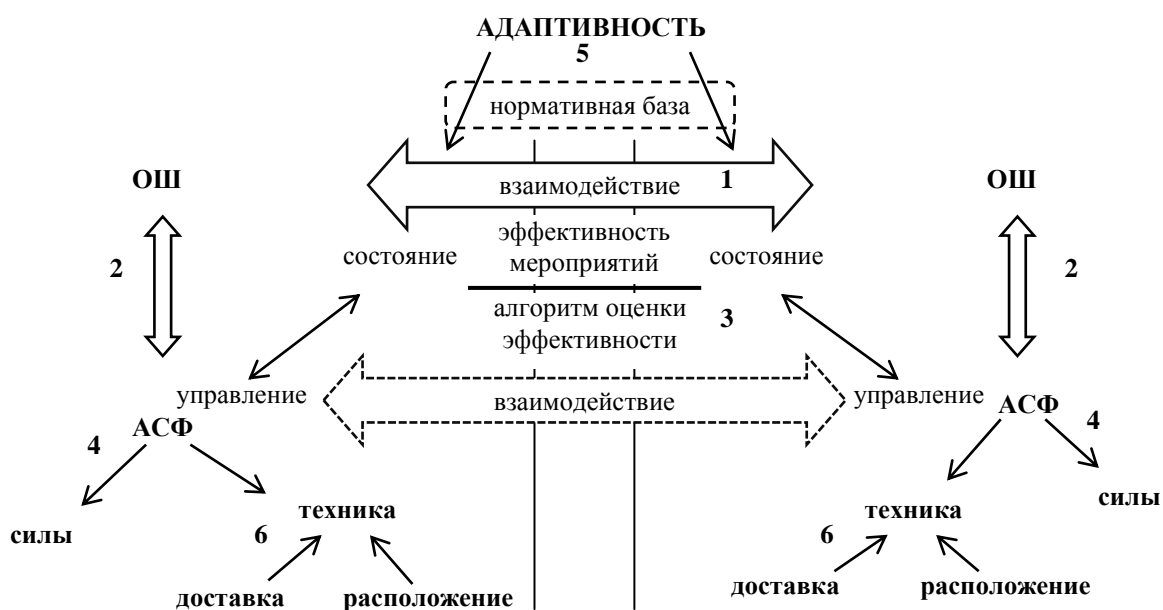 АДАПТИВНОСТЬ
5
нормативная база
ОШ
взаимодействие 1
ОШ
2
состояние
эффективность
мероприятий
состояние
2
алгоритм оценки
эффективности
3
управление
взаимодействие
управление
АСФ
АСФ
4
4
силы
техника
6
доставка
расположение
техника
силы
6
доставка
расположение